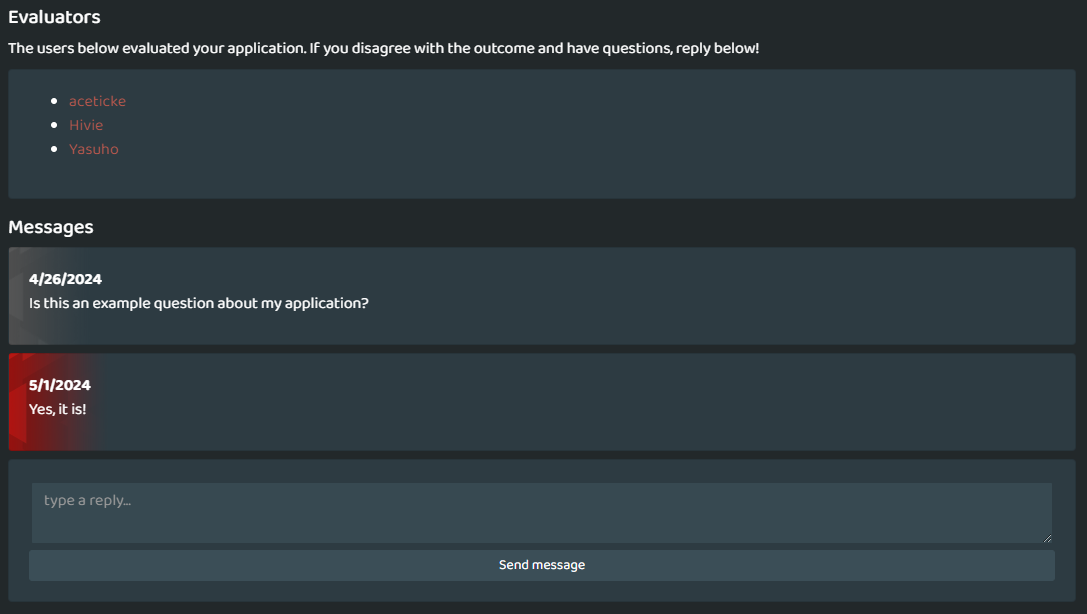 Evaluators
The users below evaluated your application. If you disagree with the outcome and have questions, reply below!
aceticke
Hivie
Yasuho
Messages
4/26/2024
Is this an example question about my application?
5/1/2024
Yes, it is!
type a reply...
Send message